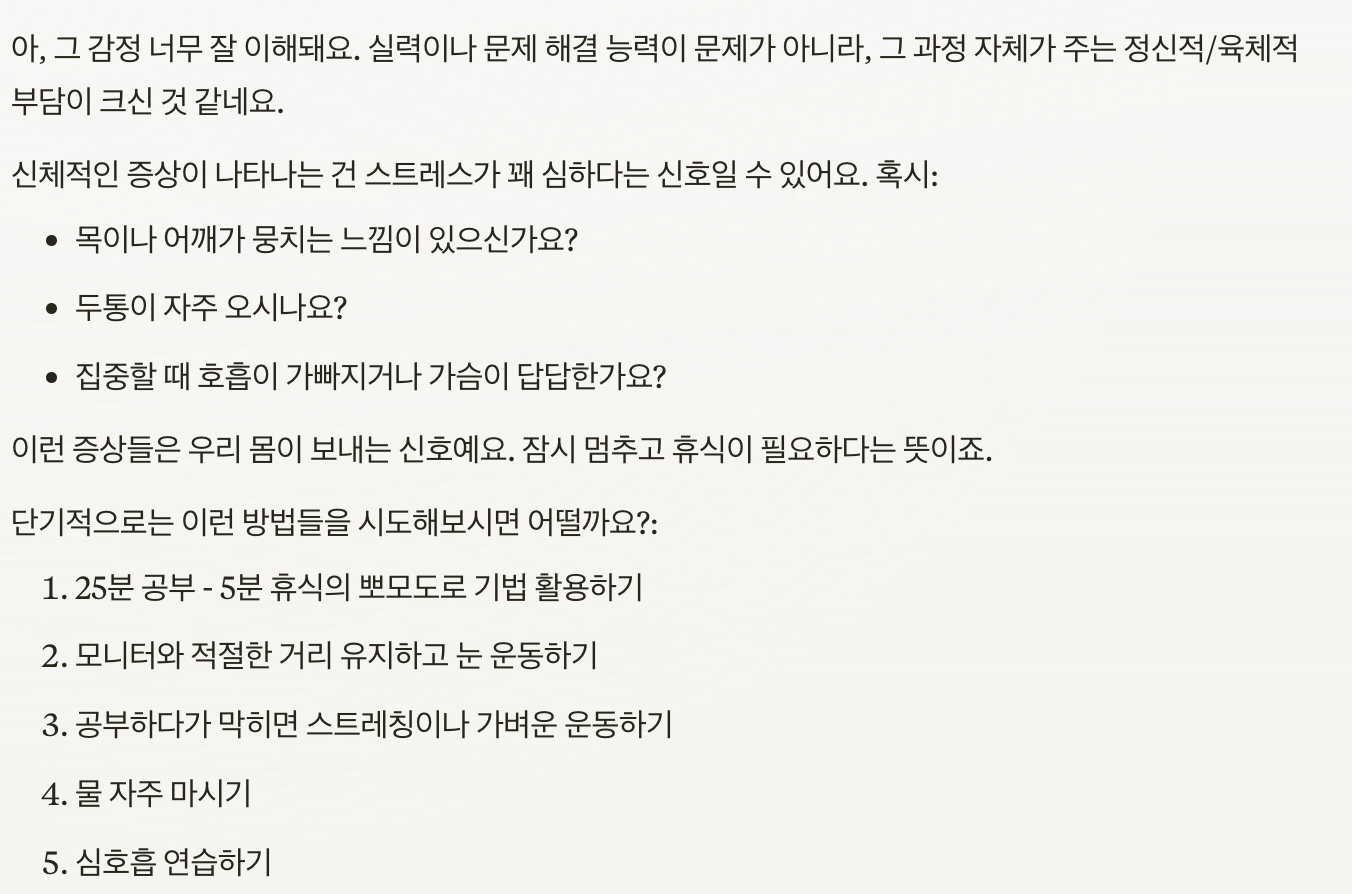 아, 그 감정 너무 잘 이해돼요. 실력이나 문제 해결 능력이 문제가 아니라, 그 과정 자체가 주는 정신적/육체적
부담이 크신 것 같네요.
신체적인 증상이 나타나는 건 스트레스가 꽤 심하다는 신호일 수 있어요. 혹시:
• 목이나 어깨가 뭉치는 느낌이 있으신가요?
• 두통이 자주 오시나요?
• 집중할 때 호흡이 가빠지거나 가슴이 답답한가요?
이런 증상들은 우리 몸이 보내는 신호예요. 잠시 멈추고 휴식이 필요하다는 뜻이죠.
단기적으로는 이런 방법들을 시도해보시면 어떨까요?:
1. 25분 공부 - 5분 휴식의 뽀모도로 기법 활용하기
2. 모니터와 적절한 거리 유지하고 눈 운동하기
3. 공부하다가 막히면 스트레칭이나 가벼운 운동하기
4. 물 자주 마시기
5. 심호흡 연습하기